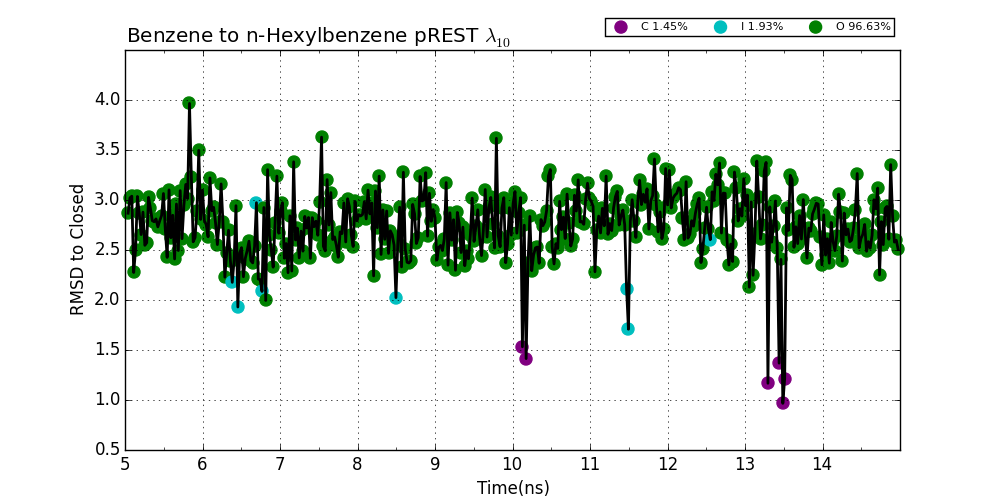 Benzene to n-Hexylbenzene pREST λ10
C 1.45% I 1.93% O 96.63%
4.0
3.5
3.0
2.5
2.0
1.5
1.0
0.5
RMSD to Closed
5 6 7 8 9 10 11 12 13 14
Time(ns)